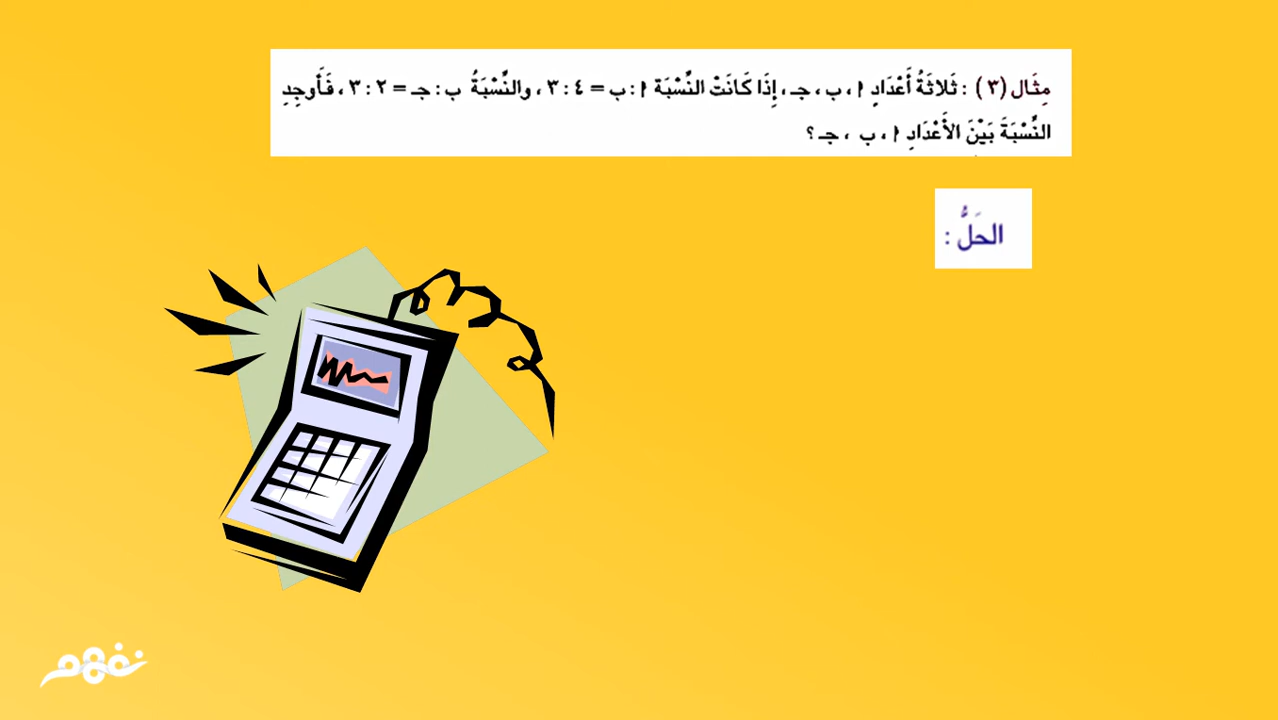 مِثَال (٣) : ثَلاثَةُ أَعْدَادٍ ا ، ب ، جـ ، إِذَا كَانَتْ النِّسْبَة ا : ب = ٤ : ٣ ، والنِّسْبَةُ ب : جـ = ٢ : ٣ ، فَأَوجِدِ
النِّسْبَةَ بَيْنَ الأَعْدَادِ ا ، ب ، جـ ؟
الحَلُّ :
نفهم